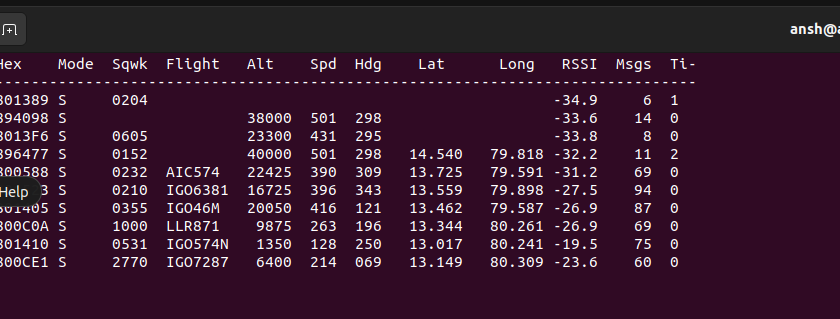 ansh@
Hex Mode Sqwk Flight Alt Spd Hdg Lat Long RSSI Msgs Ti-
--------------------------------------------------------------------------------
801389 S 0204 -34.9 6 1
894098 S 38000 501 298 -33.6 14 0
8013F6 S 0605 23300 431 295 -33.8 8 0
896477 S 0152 40000 501 298 14.540 79.818 -32.2 11 2
800588 S 0232 AIC574 22425 390 309 13.725 79.591 -31.2 69 0
Help 3 S 0210 IGO6381 16725 396 343 13.559 79.898 -27.5 94 0
801405 S 0355 IGO46M 20050 416 121 13.462 79.587 -26.9 87 0
800C0A S 1000 LLR871 9875 263 196 13.344 80.261 -26.9 69 0
801410 S 0531 IGO574N 1350 128 250 13.017 80.241 -19.5 75 0
800CE1 S 2770 IGO7287 6400 214 069 13.149 80.309 -23.6 60 0